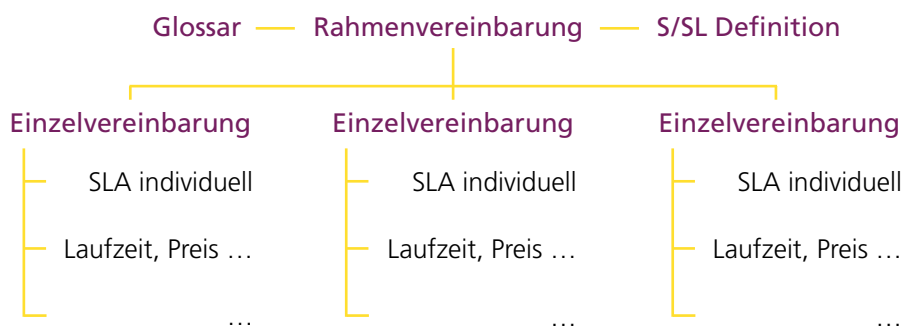 Glossar Rahmenvereinbarung S/SL Definition
Einzelvereinbarung Einzelvereinbarung Einzelvereinbarung
SLA individuell SLA individuell SLA individuell
Laufzeit, Preis … Laufzeit, Preis … Laufzeit, Preis …
… … …